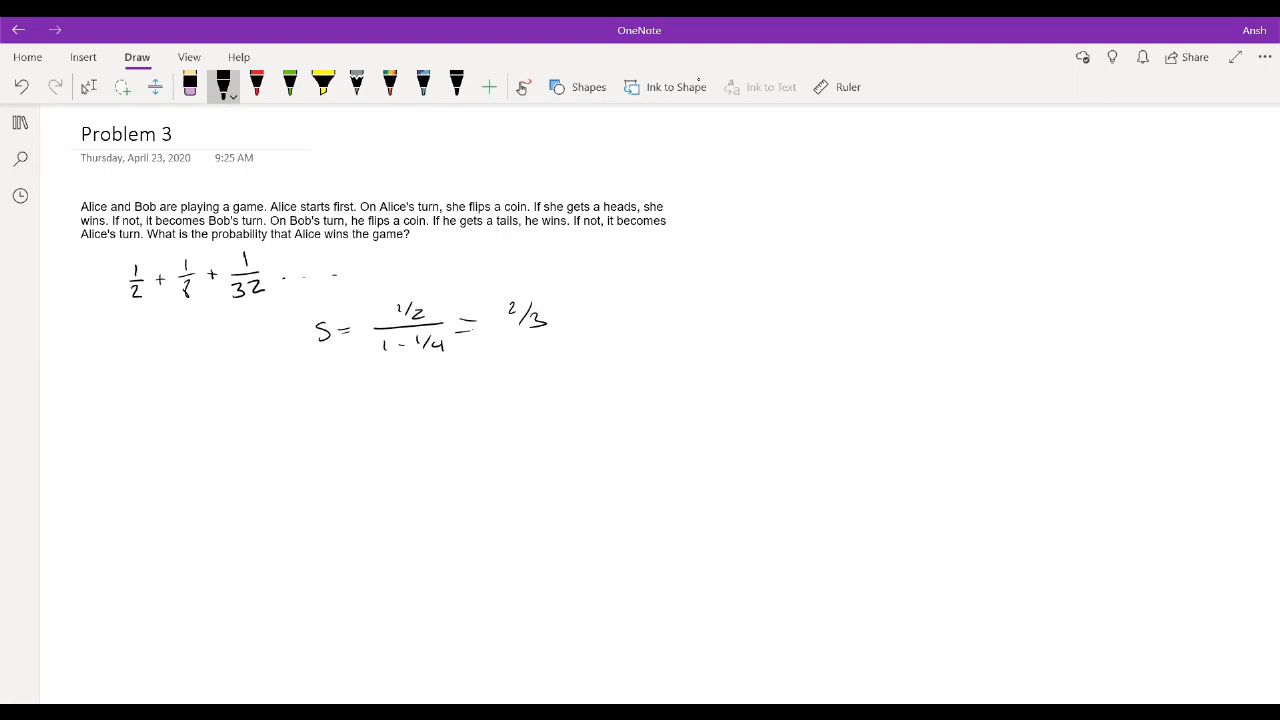 OneNote
Ansh
Home Insert Draw View Help
Share
Shapes Ink to Shape Ink to Text Ruler
Problem 3
Thursday, April 23, 2020 9:25 AM
Alice and Bob are playing a game. Alice starts first. On Alice's turn, she flips a coin. If she gets a heads, she
wins. If not, it becomes Bob's turn. On Bob's turn, he flips a coin. If he gets a tails, he wins. If not, it becomes
Alice's turn. What is the probability that Alice wins the game?
1/2 + 1/8 + 1/32 . . . .
S = (1/2)/(1 - 1/4) = 2/3